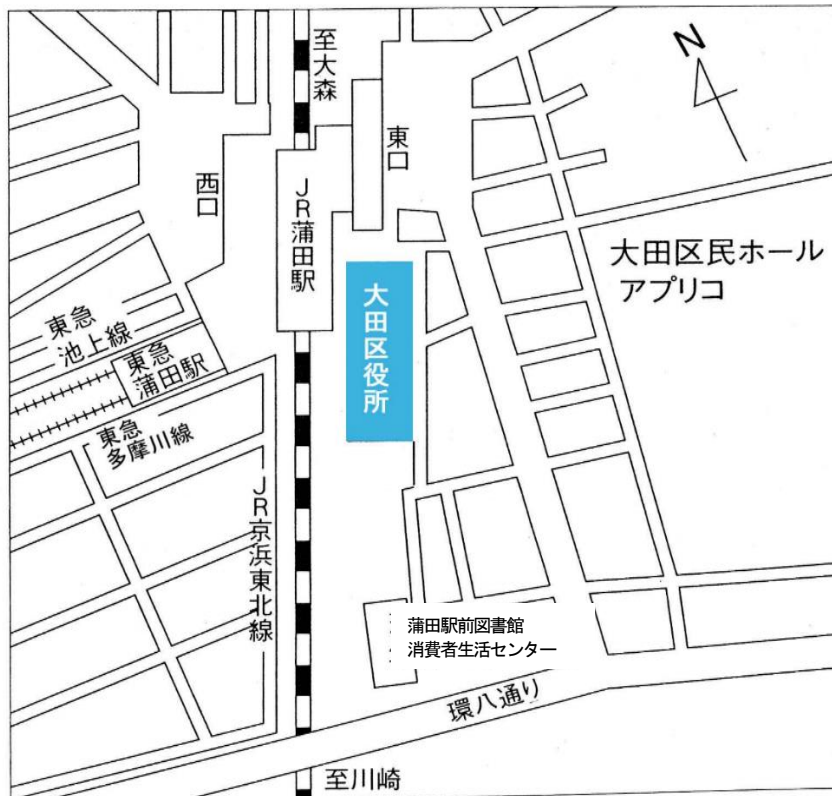 至大森
N
東口
西口
JR蒲田駅
大田区民ホール
アプリコ
大田区役所
東急
池上線
東急
蒲田駅
東急
多摩川線
JR京浜東北線
蒲田駅前図書館
消費者生活センター
環八通り
至川崎